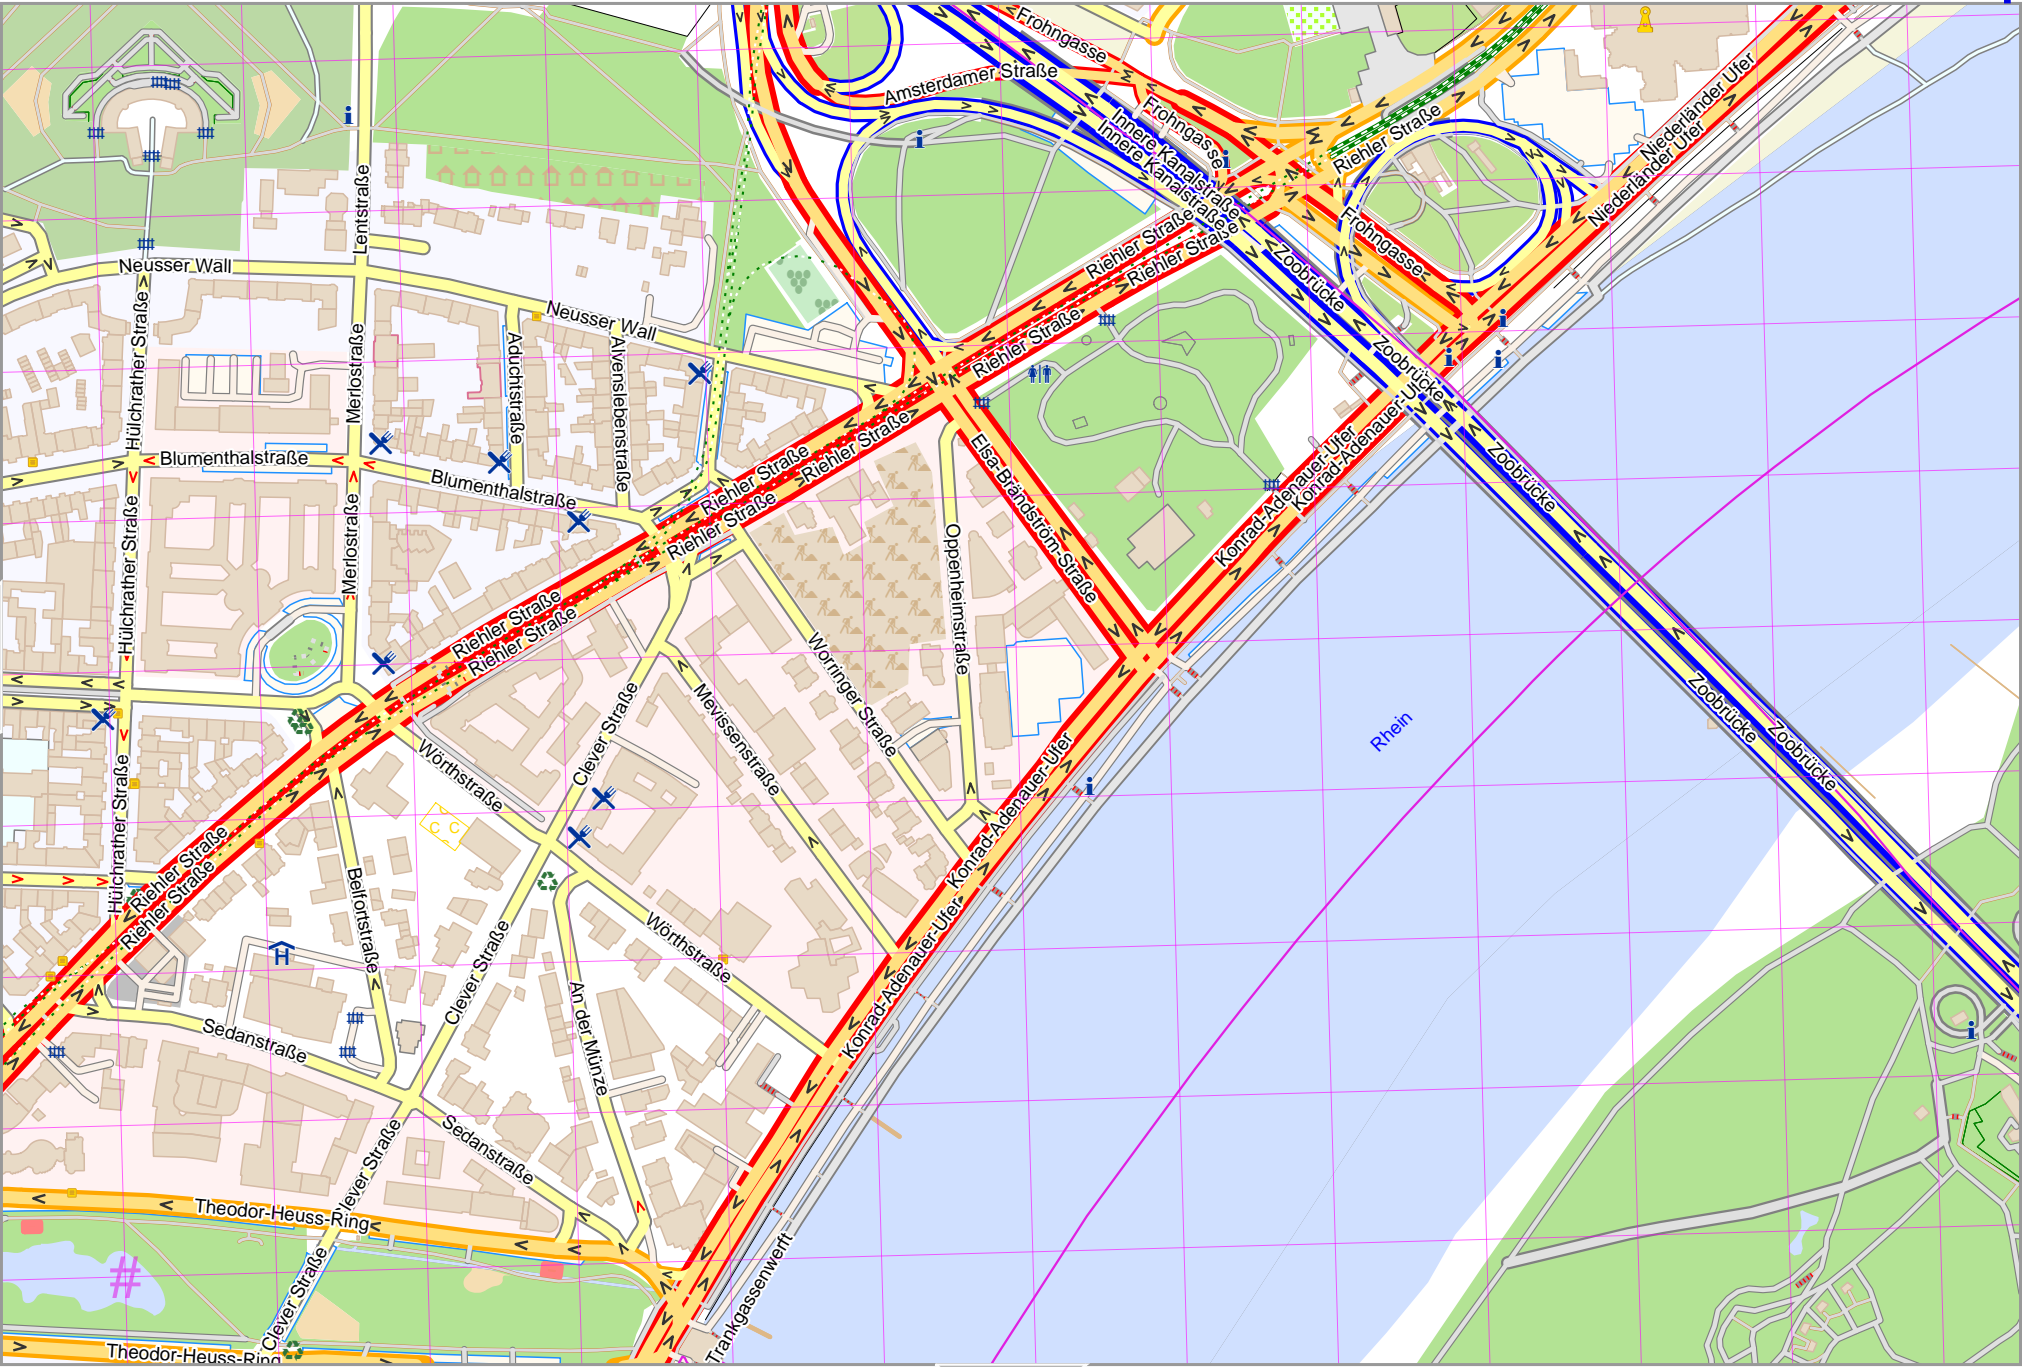 Frohngasse
Amsterdamer Straße
Frohngasse
Innere Kanalstraße
Innere Kanalstraße
Riehler Straße
Niederländer Ufer
Niederländer Ufer
Lentstraße
Neusser Wall
Riehler Straße
Riehler Straße
Frohngasse
Zoobrücke
Neusser Wall
Hülchrather Straße
Merlostraße
Aduchtstraße
Alvenslebenstraße
Riehler Straße
Zoobrücke
Blumenthalstraße
Blumenthalstraße
Riehler Straße
Riehler Straße
Elsa-Brändström-Straße
Konrad-Adenauer-Ufer
Konrad-Adenauer-Ufer
Zoobrücke
Riehler Straße
Riehler Straße
Merlostraße
Hülchrather Straße
Oppenheimstraße
Riehler Straße
Riehler Straße
Worringer Straße
Mevissenstraße
Clever Straße
Wörthstraße
Rhein
Zoobrücke
Zoobrücke
Konrad-Adenauer-Ufer
Hülchrather Straße
C C
Riehler Straße
Riehler Straße
Belfortstraße
H
Clever Straße
Wörthstraße
Konrad-Adenauer-Ufer
An der Münze
Sedanstraße
Sedanstraße
Clever Straße
Theodor-Heuss-Ring
#
Clever Straße
Trankgassenwerft
Theodor-Heuss-Ring